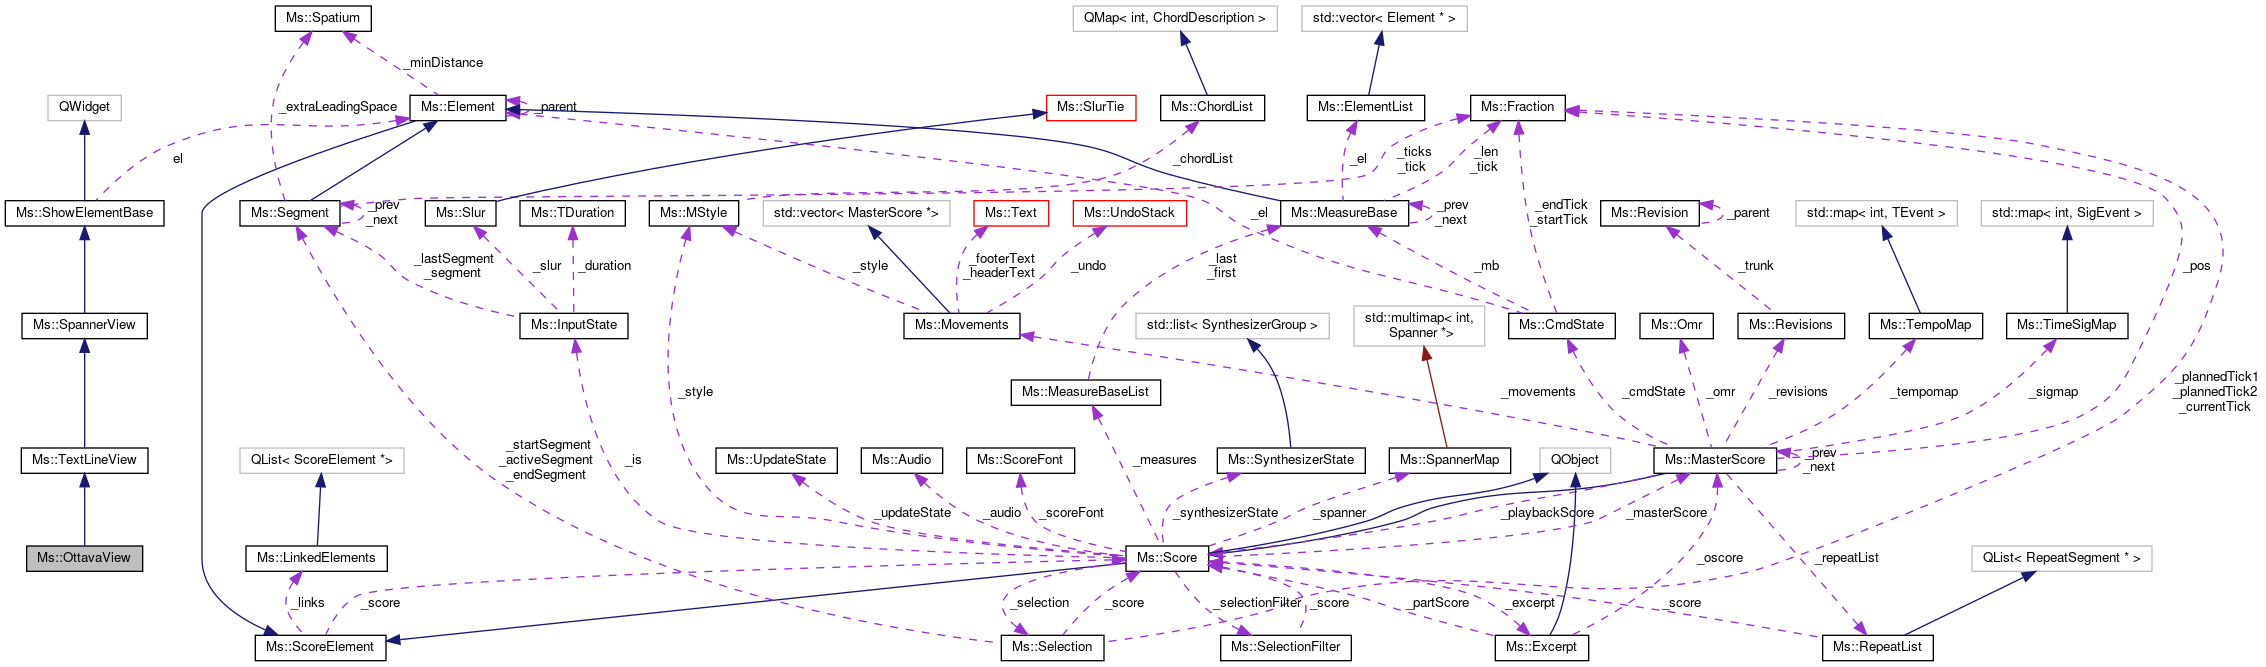 Ms::Spatium
QMap< int, ChordDescription >
std::vector< Element * >
_minDistance
QWidget
_extraLeadingSpace
Ms::Element
_parent
Ms::SlurTie
Ms::ChordList
Ms::ElementList
Ms::Fraction
el
_chordList
_ticks
_tick
_el
_len
_tick
Ms::ShowElementBase
Ms::Segment
_prev
_next
Ms::Slur
Ms::TDuration
Ms::MStyle
std::vector< MasterScore *>
Ms::Text
Ms::UndoStack
_el
Ms::MeasureBase
_prev
_next
_endTick
_startTick
Ms::Revision
_parent
std::map< int, TEvent >
std::map< int, SigEvent >
_lastSegment
_segment
_slur
_duration
_style
_footerText
_headerText
_undo
_last
_first
_mb
_trunk
_pos
Ms::SpannerView
Ms::InputState
Ms::Movements
std::list< SynthesizerGroup >
std::multimap< int,
Spanner *>
Ms::CmdState
Ms::Omr
Ms::Revisions
Ms::TempoMap
Ms::TimeSigMap
_style
Ms::MeasureBaseList
_movements
_cmdState
_omr
_revisions
_tempomap
_sigmap
_plannedTick1
_plannedTick2
_currentTick
Ms::TextLineView
QList< ScoreElement *>
_startSegment
_activeSegment
_endSegment
_is
Ms::UpdateState
Ms::Audio
Ms::ScoreFont
_measures
Ms::SynthesizerState
Ms::SpannerMap
QObject
Ms::MasterScore
_prev
_next
_updateState
_audio
_scoreFont
_synthesizerState
_spanner
_playbackScore
_masterScore
Ms::OttavaView
Ms::LinkedElements
Ms::Score
_oscore
_repeatList
QList< RepeatSegment * >
_links
_score
_selection
_score
_selectionFilter
_score
_partScore
_excerpt
_score
Ms::ScoreElement
Ms::Selection
Ms::SelectionFilter
Ms::Excerpt
Ms::RepeatList